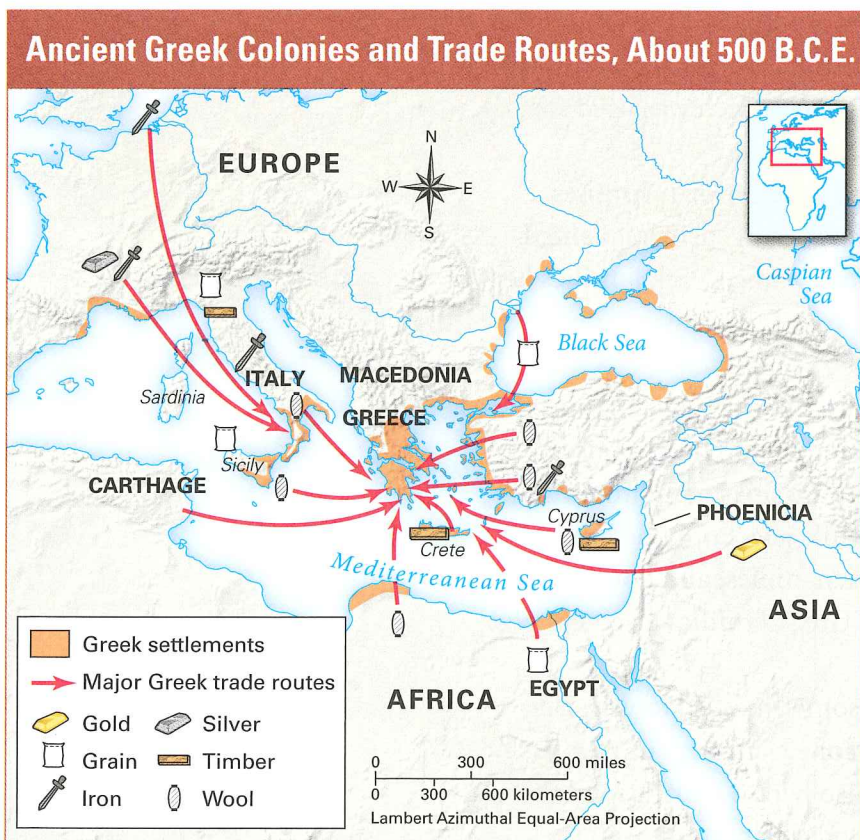 Ancient Greek Colonies and Trade Routes, About 500 B.C.E.
EUROPE
N
W
E
S
Caspian
Sea
Black Sea
ITALY
MACEDONIA
Sardinia
GREECE
Sicily
CARTHAGE
Cyprus
PHOENICIA
Crete
Mediterranean Sea
ASIA
Greek settlements
Major Greek trade routes
Gold
Silver
Grain
Timber
Iron
Wool
AFRICA
EGYPT
0 300 600 miles
0 300 600 kilometers
Lambert Azimuthal Equal-Area Projection